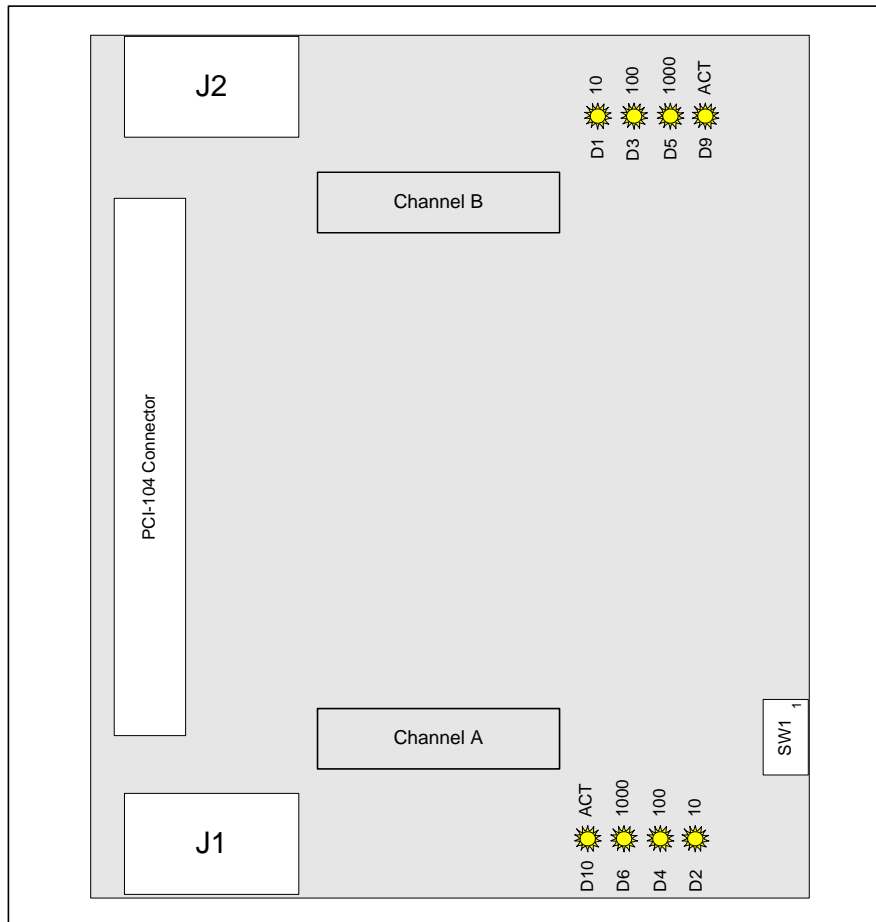 J2
10
100
1000
ACT
D1
D3
D5
D9
Channel B
PCI-104 Connector
Channel A
SW1
1
J1
ACT
1000
100
10
D10
D6
D4
D2